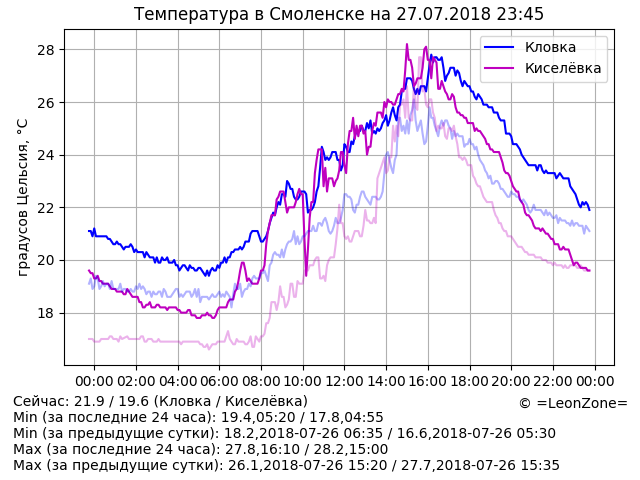 Температура в Смоленске на 27.07.2018 23:45
Кловка
Киселёвка
градусов Цельсия, °C
28
26
24
22
20
18
00:00 02:00 04:00 06:00 08:00 10:00 12:00 14:00 16:00 18:00 20:00 22:00 00:00
Сейчас: 21.9 / 19.6 (Кловка / Киселёвка)
© =LeonZone=
Min (за последние 24 часа): 19.4,05:20 / 17.8,04:55
Min (за предыдущие сутки): 18.2,2018-07-26 06:35 / 16.6,2018-07-26 05:30
Max (за последние 24 часа): 27.8,16:10 / 28.2,15:00
Max (за предыдущие сутки): 26.1,2018-07-26 15:20 / 27.7,2018-07-26 15:35